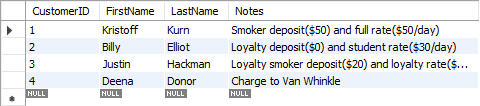 CustomerID FirstName LastName Notes
1 Kristoff Kurn Smoker deposit($50) and full rate($50/day)
2 Billy Elliot Loyalty deposit($0) and student rate($30/day)
3 Justin Hackman Loyalty smoker deposit($20) and loyalty rate($...
4 Deena Donor Charge to Van Whinkle
NULL NULL NULL NULL